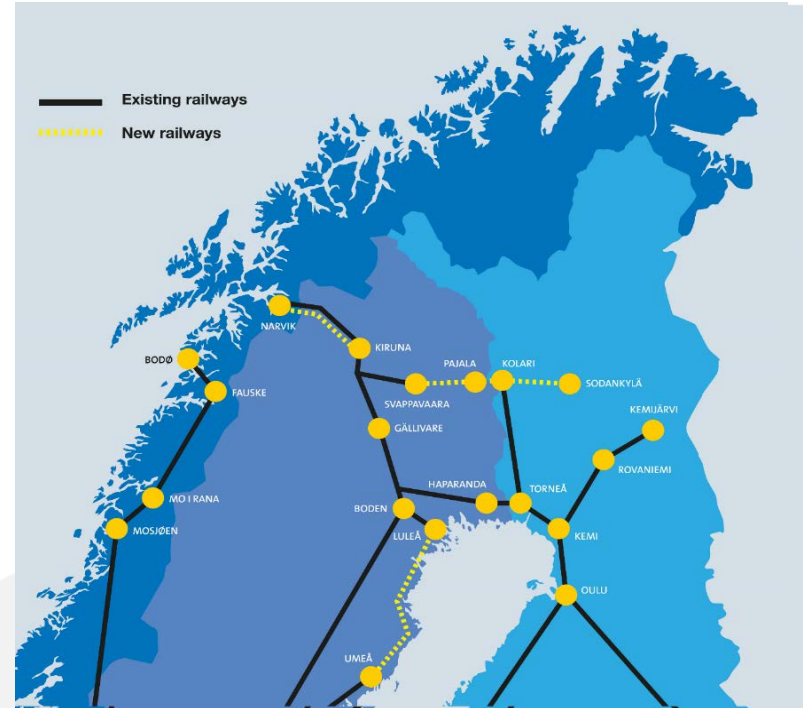 Existing railways
New railways
NARVIK
KIRUNA
BODØ
FAUSKE
PAJALA
KOLARI
SVAPPAVAARA
SODANKYLÄ
GÄLLIVARE
KEMIJÄRVI
ROVANIEMI
HAPARANDA
TORNEÅ
MO I RANA
BODEN
MOSJØEN
LULEÅ
KEMI
OULU
UMEÅ